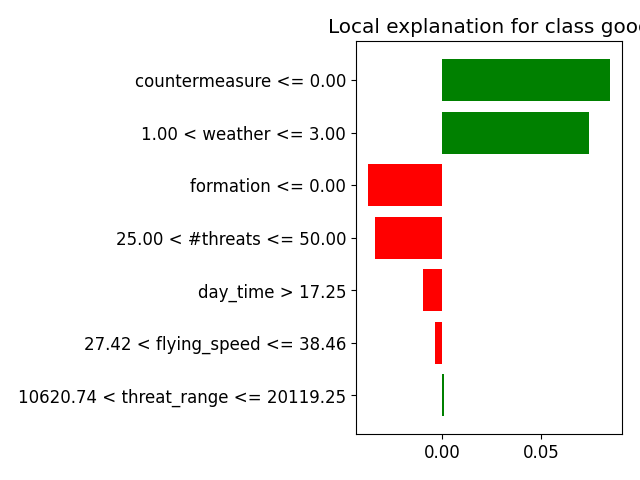 Local explanation for class goo
countermeasure <= 0.00
1.00 < weather <= 3.00
formation <= 0.00
25.00 < #threats <= 50.00
day_time > 17.25
27.42 < flying_speed <= 38.46
10620.74 < threat_range <= 20119.25
0.00 0.05